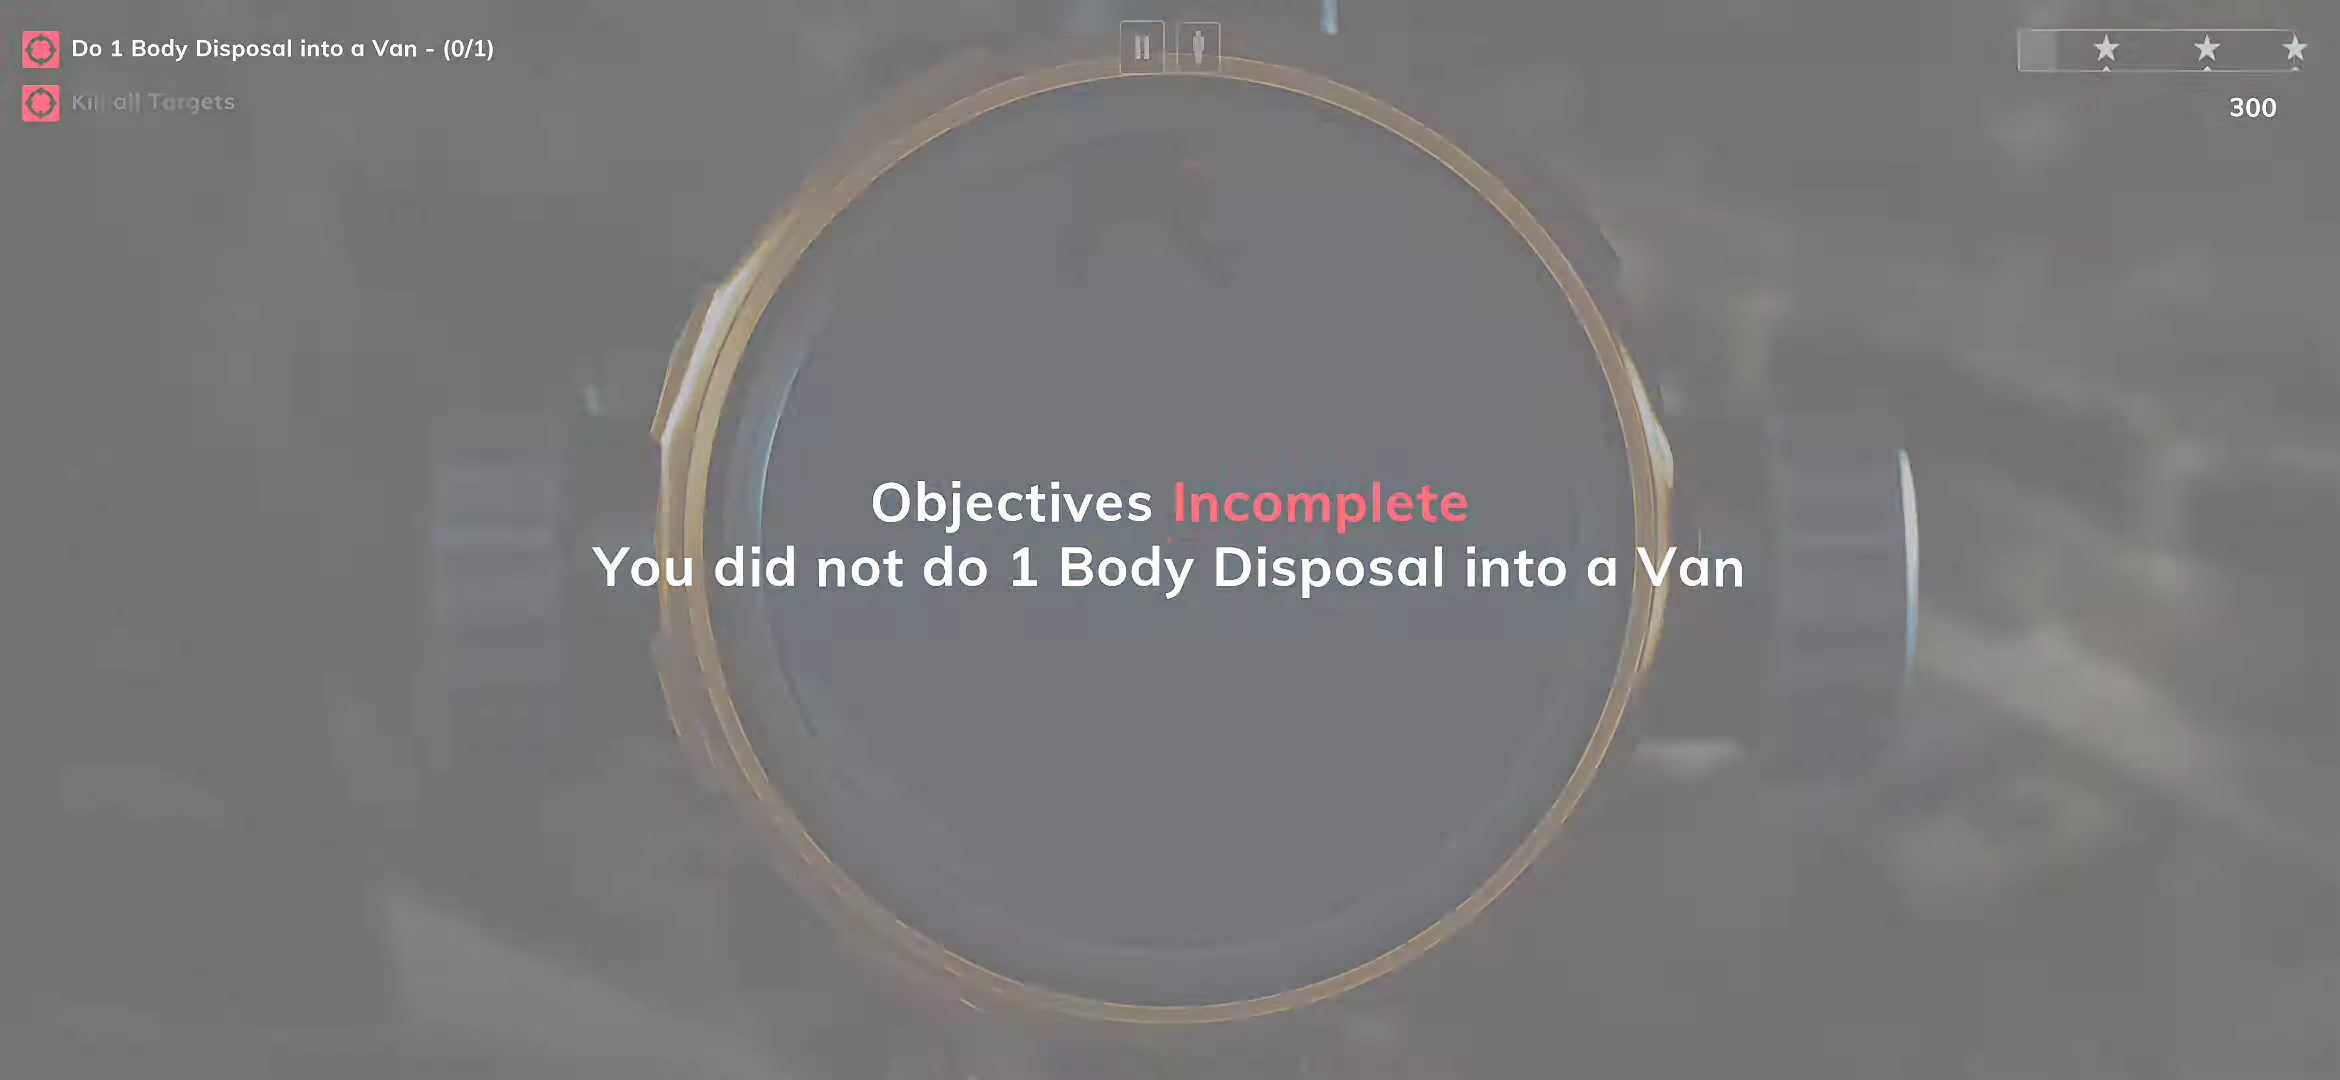 Do 1 Body Disposal into a Van - (0/1)
Kill all Targets
300
Objectives Incomplete
You did not do 1 Body Disposal into a Van